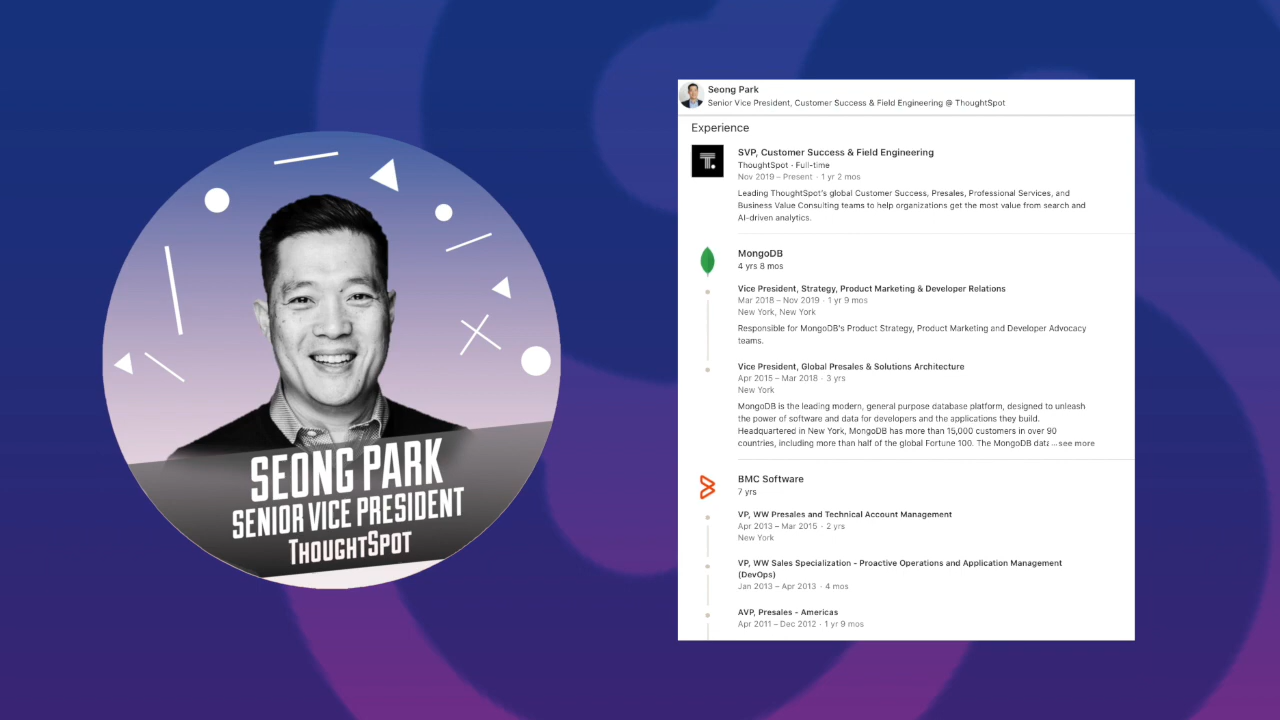 SEONG PARK
SENIOR VICE PRESIDENT
THOUGHTSPOT
Seong Park
Senior Vice President, Customer Success & Field Engineering @ ThoughtSpot
Experience
T.
SVP, Customer Success & Field Engineering
ThoughtSpot · Full-time
Nov 2019 – Present · 1 yr 2 mos
Leading ThoughtSpot's global Customer Success, Presales, Professional Services, and
Business Value Consulting teams to help organizations get the most value from search and
AI-driven analytics.
MongoDB
4 yrs 8 mos
Vice President, Strategy, Product Marketing & Developer Relations
Mar 2018 – Nov 2019 · 1 yr 9 mos
New York, New York
Responsible for MongoDB's Product Strategy, Product Marketing and Developer Advocacy
teams.
Vice President, Global Presales & Solutions Architecture
Apr 2015 – Mar 2018 · 3 yrs
New York
MongoDB is the leading modern, general purpose database platform, designed to unleash
the power of software and data for developers and the applications they build.
Headquartered in New York, MongoDB has more than 15,000 customers in over 90
countries, including more than half of the global Fortune 100. The MongoDB data ...see more
BMC Software
7 yrs
VP, WW Presales and Technical Account Management
Apr 2013 – Mar 2015 · 2 yrs
New York
VP, WW Sales Specialization - Proactive Operations and Application Management
(DevOps)
Jan 2013 – Apr 2013 · 4 mos
AVP, Presales - Americas
Apr 2011 – Dec 2012 · 1 yr 9 mos